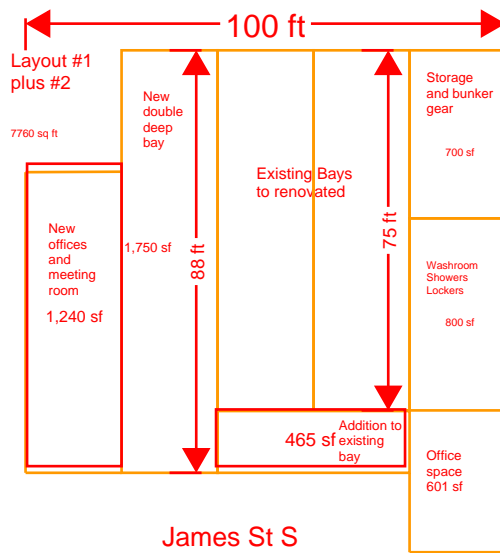 100 ft
Layout #1
plus #2
7760 sq ft
New
double
deep
bay
Storage
and bunker
gear
700 sf
Existing Bays
to renovated
New
offices
and
meeting
room
1,240 sf
1,750 sf
88 ft
75 ft
Washroom
Showers
Lockers
800 sf
465 sf
Addition to
existing
bay
Office
space
601 sf
James St S